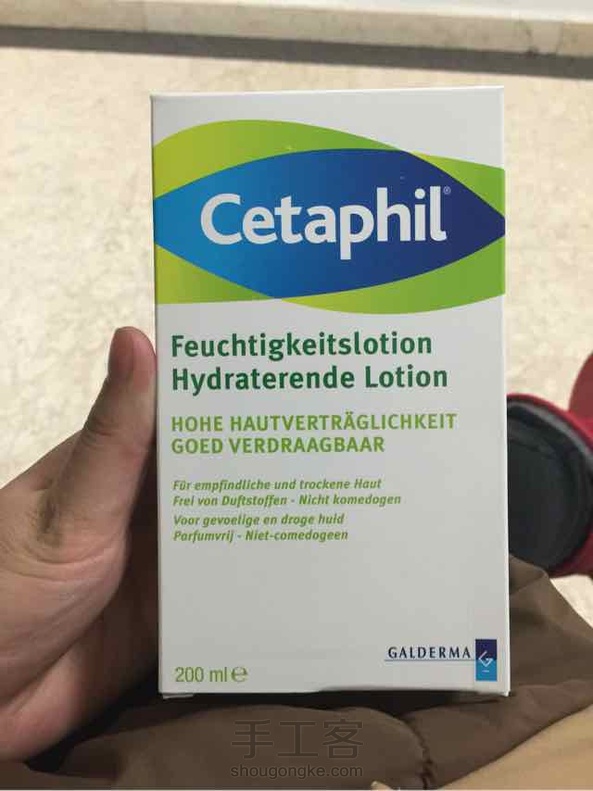 Cetaphil®
Feuchtigkeitslotion
Hydraterende Lotion
HOHE HAUTVERTRÄGLICHKEIT
GOED VERDRAAGBAAR
Für empfindliche und trockene Haut
Frei von Duftstoffen - Nicht komedogen
Voor gevoelige en droge huid
Parfumvrij - Niet-comedogeen
GALDERMA
200 ml ℮
手工客
shougongke.com